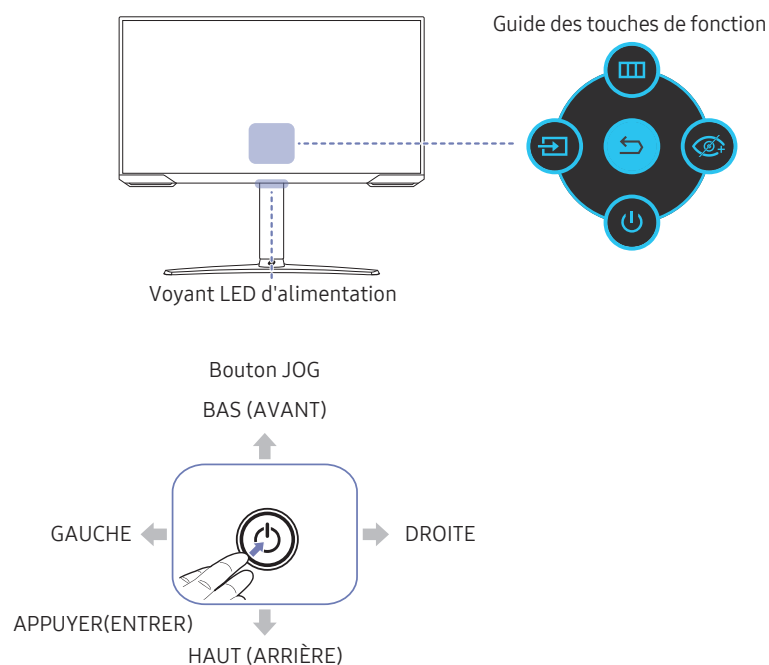 Guide des touches de fonction
Voyant LED d'alimentation
Bouton JOG
BAS (AVANT)
GAUCHE
DROITE
APPUYER(ENTRER)
HAUT (ARRIÈRE)